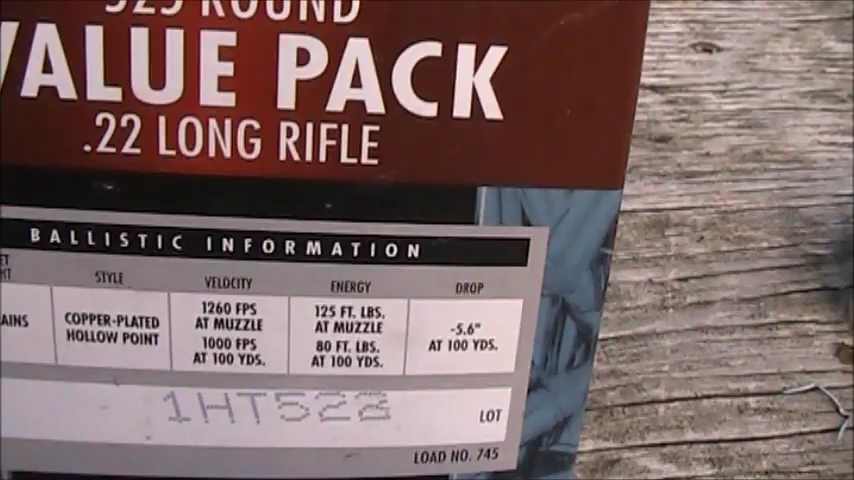 525 ROUND
VALUE PACK
.22 LONG RIFLE
BALLISTIC INFORMATION
STYLE VELOCITY ENERGY DROP
COPPER-PLATED HOLLOW POINT
1260 FPS
AT MUZZLE
1000 FPS
AT 100 YDS.
125 FT. LBS.
AT MUZZLE
80 FT. LBS.
AT 100 YDS.
-5.6"
AT 100 YDS.
1HT522
LOT
LOAD NO. 745